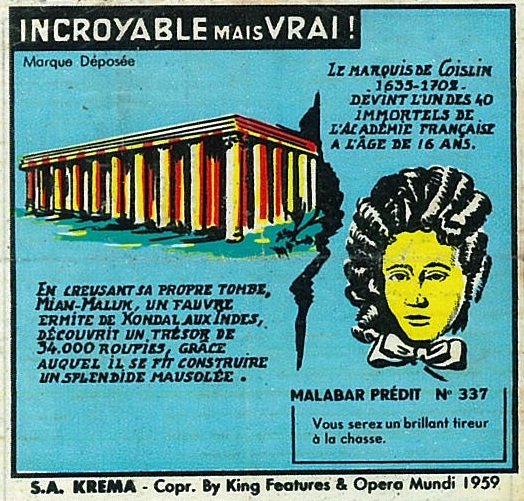 INCROYABLE MAIS VRAI !
Marque Déposée
LE MARQUIS DE COISLIN
1635-1702-
DEVINT L'UN DES 40
IMMORTELS DE
L'ACADÉMIE FRANÇAISE
A L'ÂGE DE 16 ANS.
EN CREUSANT SA PROPRE TOMBE,
MIAN-MALUK, UN PAUVRE
ERMITE DE KONDAL AUX INDES,
DÉCOUVRIT UN TRÉSOR DE
34.000 ROUPIES, GRÂCE
AUQUEL IL SE FIT CONSTRUIRE
UN SPLENDIDE MAUSOLÉE .
MALABAR PRÉDIT N° 337
Vous serez un brillant tireur
à la chasse.
S.A. KREMA - Copr. By King Features & Opera Mundi 1959